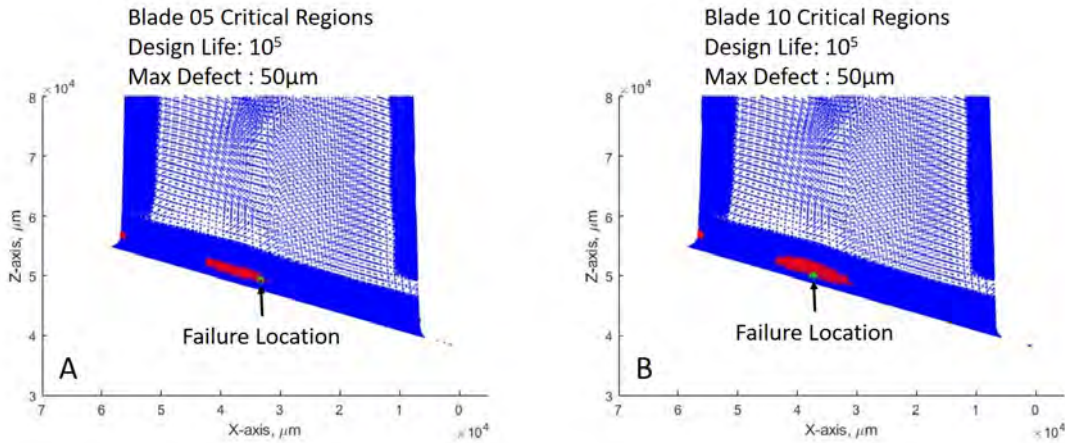 Blade 05 Critical Regions
Design Life: 10⁵
Max Defect : 50μm
×10⁴
8
7
6
5
4
3
Z-axis, μm
7
6
5
4
3
2
1
0
X-axis, μm
×10⁴
Failure Location
A
Blade 10 Critical Regions
Design Life: 10⁵
Max Defect : 50μm
×10⁴
8
7
6
5
4
3
Z-axis, μm
7
6
5
4
3
2
1
0
X-axis, μm
×10⁴
Failure Location
B